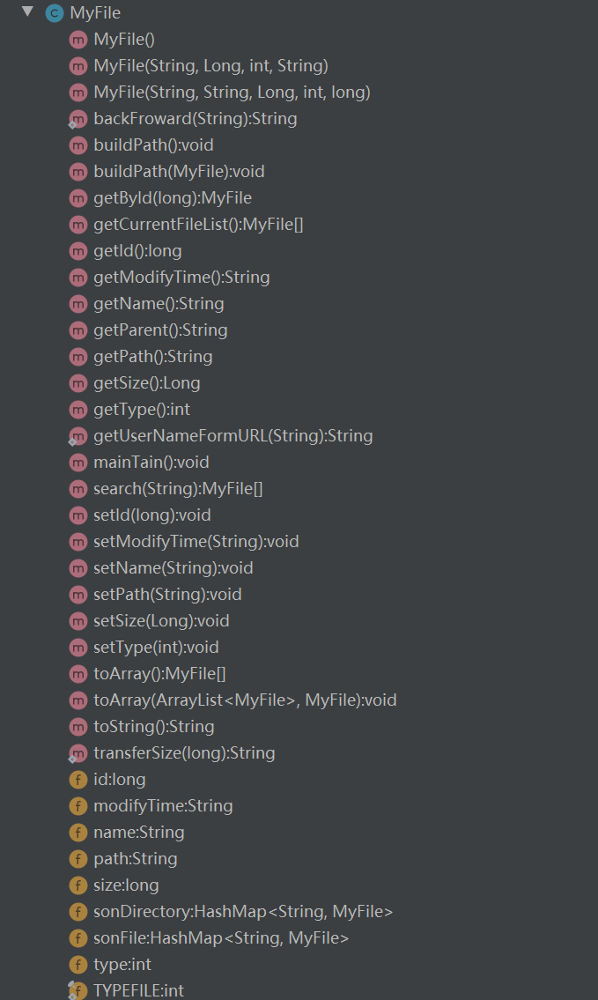 MyFile
MyFile()
MyFile(String, Long, int, String)
MyFile(String, String, Long, int, long)
backFroward(String):String
buildPath():void
buildPath(MyFile):void
getById(long):MyFile
getCurrentFileList():MyFile[]
getId():long
getModifyTime():String
getName():String
getParent():String
getPath():String
getSize():Long
getType():int
getUserNameFormURL(String):String
mainTain():void
search(String):MyFile[]
setId(long):void
setModifyTime(String):void
setName(String):void
setPath(String):void
setSize(Long):void
setType(int):void
toArray():MyFile[]
toArray(ArrayList<MyFile>, MyFile):void
toString():String
transferSize(long):String
id:long
modifyTime:String
name:String
path:String
size:long
sonDirectory:HashMap<String, MyFile>
sonFile:HashMap<String, MyFile>
type:int
TYPEFILE:int